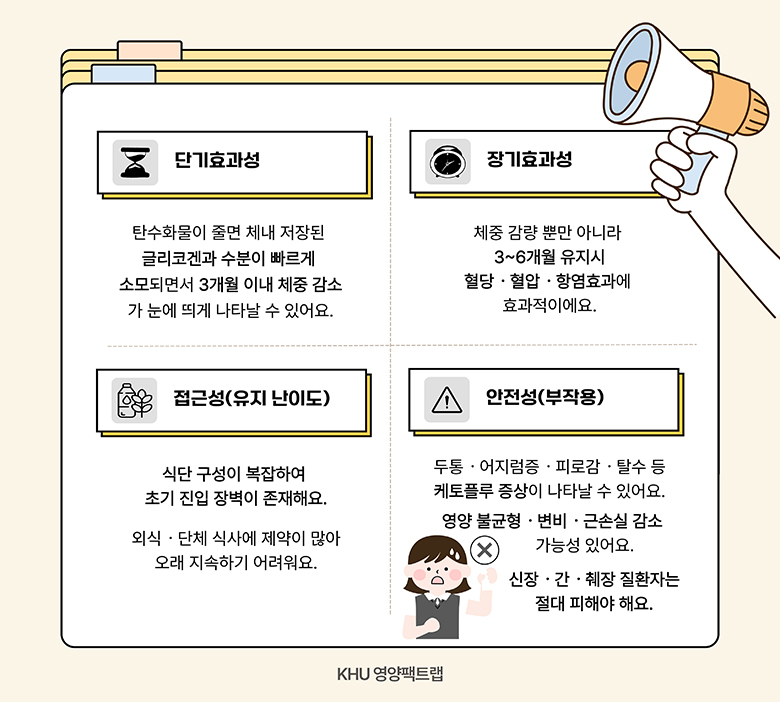 단기효과성
탄수화물이 줄면 체내 저장된
글리코겐과 수분이 빠르게
소모되면서 3개월 이내 체중 감소
가 눈에 띄게 나타날 수 있어요.
장기효과성
체중 감량 뿐만 아니라
3~6개월 유지시
혈당 · 혈압 · 항염효과에
효과적이에요.
접근성(유지 난이도)
식단 구성이 복잡하여
초기 진입 장벽이 존재해요.
외식 · 단체 식사에 제약이 많아
오래 지속하기 어려워요.
안전성(부작용)
두통 · 어지럼증 · 피로감 · 탈수 등
케토플루 증상이 나타날 수 있어요.
영양 불균형 · 변비 · 근손실 감소
가능성 있어요.
신장 · 간 · 췌장 질환자는
절대 피해야 해요.
KHU 영양팩트랩